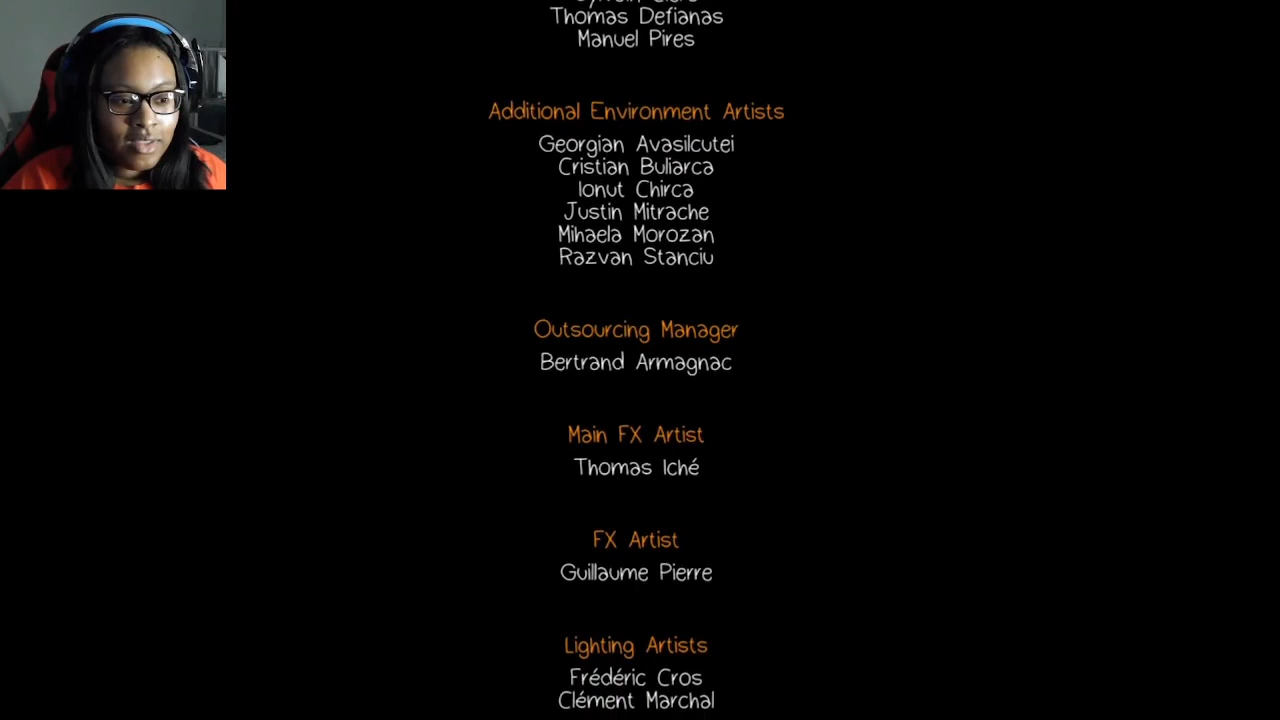 Thomas Defianas
Manuel Pires
Additional Environment Artists
Georgian Avasilcutei
Cristian Buliarca
Ionut Chirca
Justin Mitrache
Mihaela Morozan
Razvan Stanciu
Outsourcing Manager
Bertrand Armagnac
Main FX Artist
Thomas Iché
FX Artist
Guillaume Pierre
Lighting Artists
Frédéric Cros
Clément Marchal